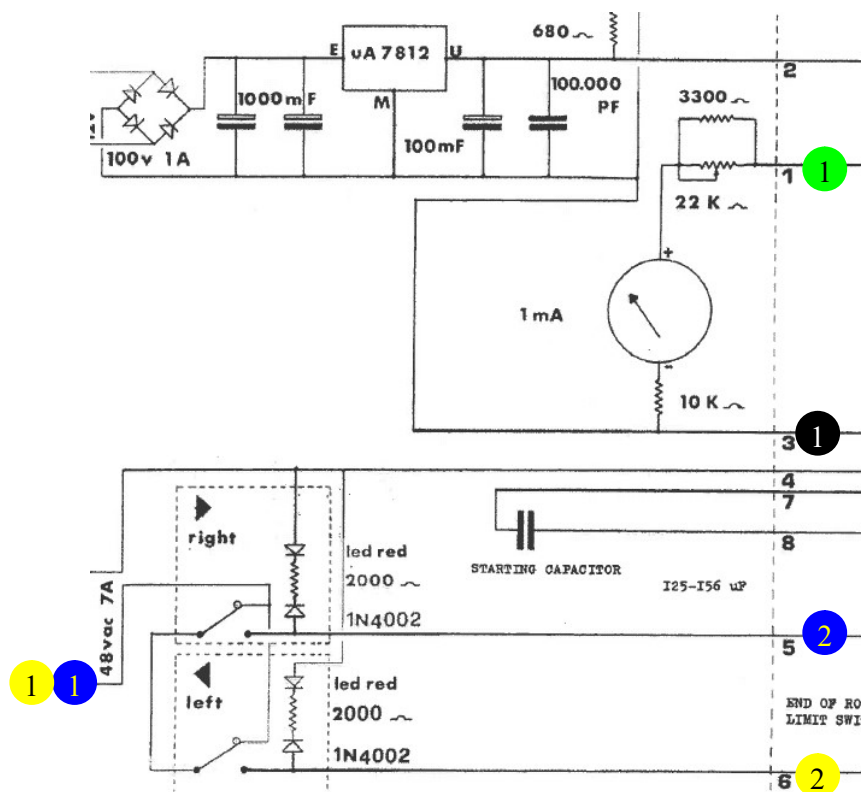 680
E uA 7812 U
M
2
1000mF
100.000
PF
3300
12v
100v 1A
100mF
1
1
22 K
+
1mA
-
10 K
3
1
4
7
right
led red
STARTING CAPACITOR
8
2000
I25-I56 uF
48vac 7A
1N4002
5
2
1
1
left
led red
2000
END OF RO
LIMIT SWI
1N4002
6
2